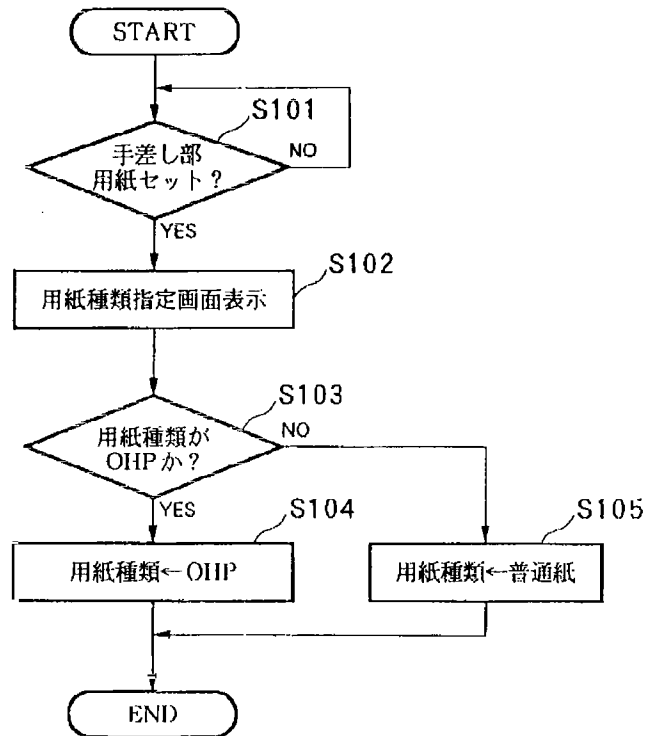 START
S101
手差し部
用紙セット？
NO
YES
S102
用紙種類指定画面表示
S103
用紙種類が
OHPか？
NO
YES
S104
用紙種類←OHP
S105
用紙種類←普通紙
END